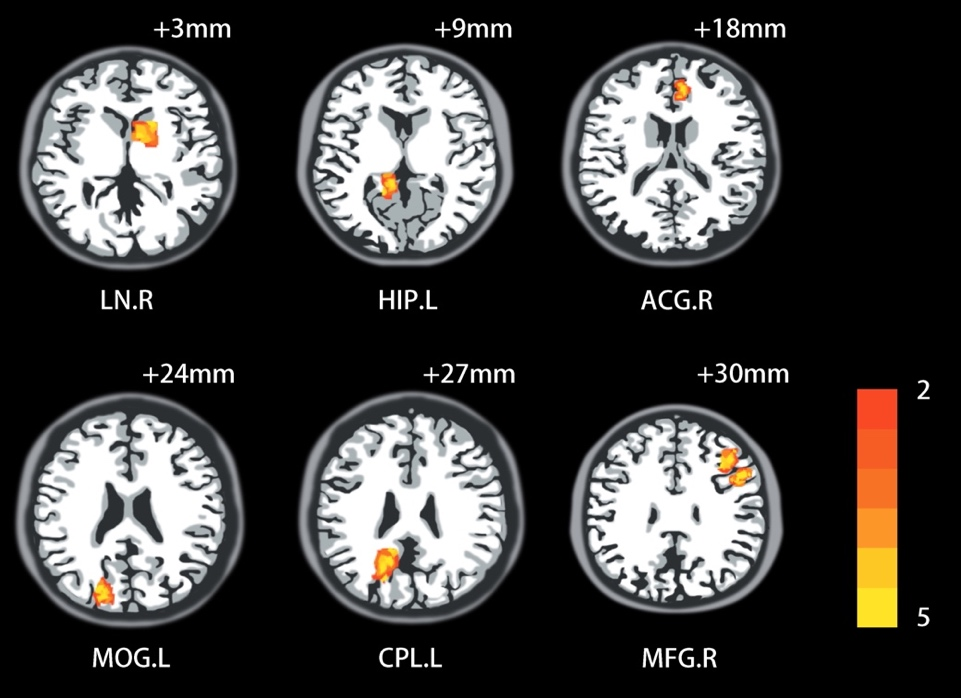 +3mm
+9mm
+18mm
LN.R
HIP.L
ACG.R
+24mm
+27mm
+30mm
2
5
MOG.L
CPL.L
MFG.R